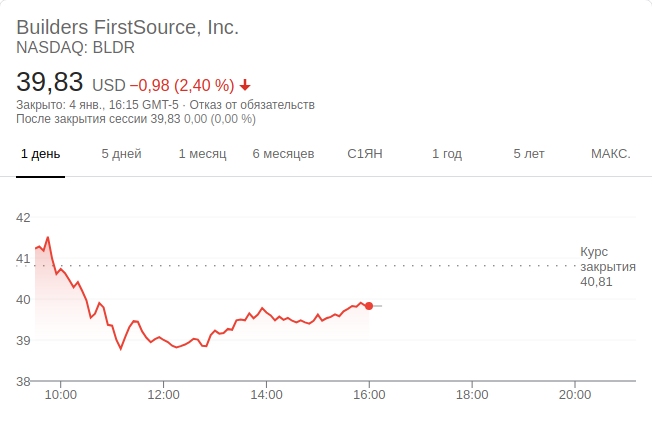 Builders FirstSource, Inc.
NASDAQ: BLDR
39,83 USD −0,98 (2,40 %)
Закрыто: 4 янв., 16:15 GMT-5 · Отказ от обязательств
После закрытия сессии 39,83 0,00 (0,00 %)
1 день 5 дней 1 месяц 6 месяцев С1ЯН 1 год 5 лет МАКС.
42
41
40
39
38
Курс
закрытия
40,81
10:00 12:00 14:00 16:00 18:00 20:00